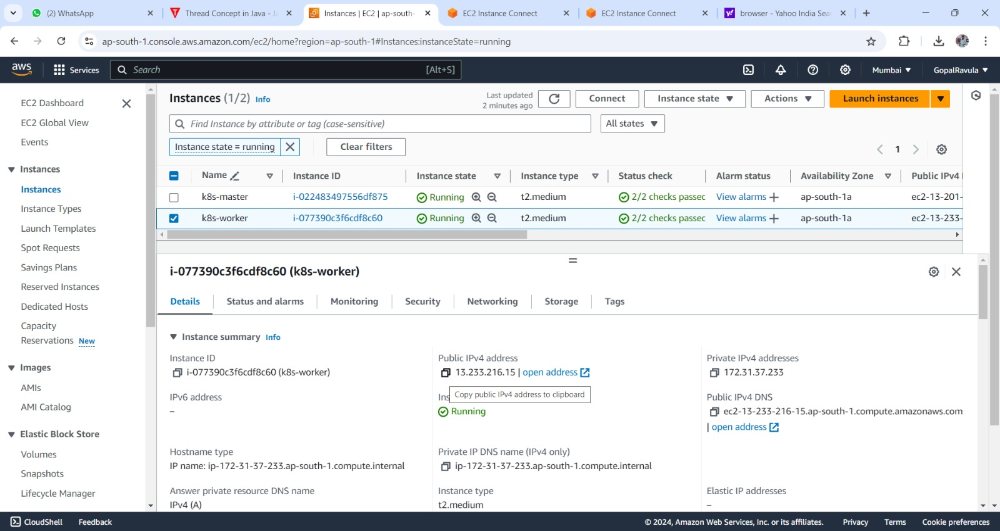 (2) WhatsApp
Thread Concept in Java - J
Instances | EC2 | ap-south-
EC2 Instance Connect
EC2 Instance Connect
browser - Yahoo India Sea
ap-south-1.console.aws.amazon.com/ec2/home?region=ap-south-1#Instances:instanceState=running
aws
Services
Search
[Alt+S]
Mumbai
GopalRavula
EC2 Dashboard
EC2 Global View
Events
Instances
Instances
Instance Types
Launch Templates
Spot Requests
Savings Plans
Reserved Instances
Dedicated Hosts
Capacity
Reservations New
Images
AMIs
AMI Catalog
Elastic Block Store
Volumes
Snapshots
Lifecycle Manager
Instances (1/2) Info
Last updated
2 minutes ago
Connect
Instance state
Actions
Launch instances
Find Instance by attribute or tag (case-sensitive)
All states
Instance state = running
Clear filters
1
Name Instance ID Instance state Instance type Status check Alarm status Availability Zone Public IPv4
k8s-master i-022483497556df875 Running t2.medium 2/2 checks passec View alarms ap-south-1a ec2-13-201-
k8s-worker i-077390c3f6cdf8c60 Running t2.medium 2/2 checks passec View alarms ap-south-1a ec2-13-233-
i-077390c3f6cdf8c60 (k8s-worker)
Details Status and alarms Monitoring Security Networking Storage Tags
Instance summary Info
Instance ID
i-077390c3f6cdf8c60 (k8s-worker)
Public IPv4 address
13.233.216.15 | open address
Private IPv4 addresses
172.31.37.233
IPv6 address
–
Copy public IPv4 address to clipboard
Ins
Running
Public IPv4 DNS
ec2-13-233-216-15.ap-south-1.compute.amazonaws.com
| open address
Hostname type
IP name: ip-172-31-37-233.ap-south-1.compute.internal
Private IP DNS name (IPv4 only)
ip-172-31-37-233.ap-south-1.compute.internal
Answer private resource DNS name
IPv4 (A)
Instance type
t2.medium
Elastic IP addresses
–
CloudShell
Feedback
© 2024, Amazon Web Services, Inc. or its affiliates.
Privacy
Terms
Cookie preferences